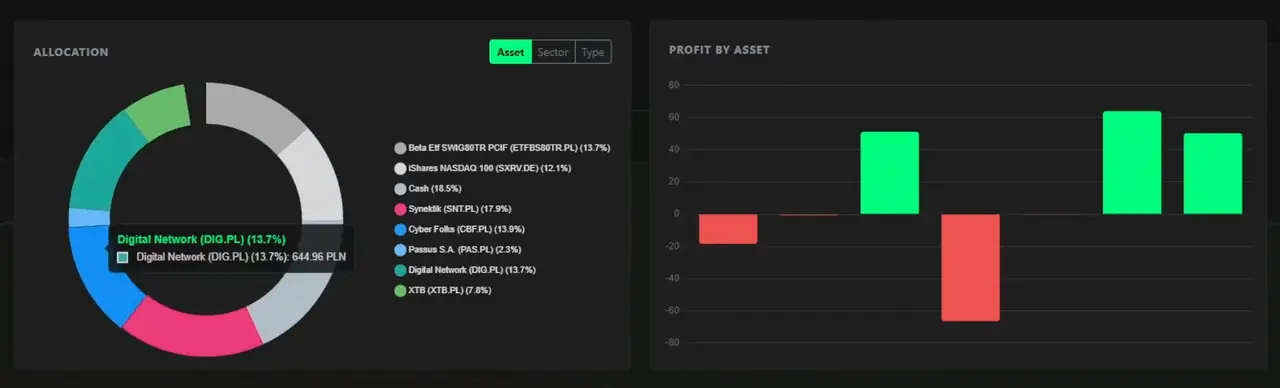 ALLOCATION
Asset Sector Type
Beta Etf SWIG80TR PCIF (ETFBS80TR.PL) (13.7%)
iShares NASDAQ 100 (SXRV.DE) (12.1%)
Cash (18.5%)
Synektik (SNT.PL) (17.9%)
Cyber Folks (CBF.PL) (13.9%)
Passus S.A. (PAS.PL) (2.3%)
Digital Network (DIG.PL) (13.7%)
XTB (XTB.PL) (7.8%)
Digital Network (DIG.PL) (13.7%)
Digital Network (DIG.PL) (13.7%): 644.96 PLN
PROFIT BY ASSET
80
60
40
20
0
-20
-40
-60
-80